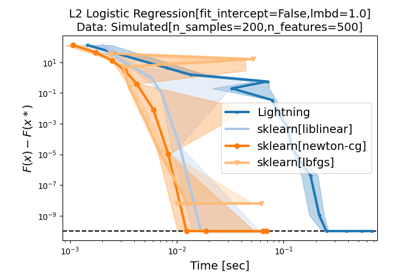 L2 Logistic Regression[fit_intercept=False,lmbd=1.0]
Data: Simulated[n_samples=200,n_features=500]
F(x) − F(x*)
10¹
10⁻¹
10⁻³
10⁻⁵
10⁻⁷
10⁻⁹
Lightning
sklearn[liblinear]
sklearn[newton-cg]
sklearn[lbfgs]
10⁻³
10⁻²
10⁻¹
Time [sec]